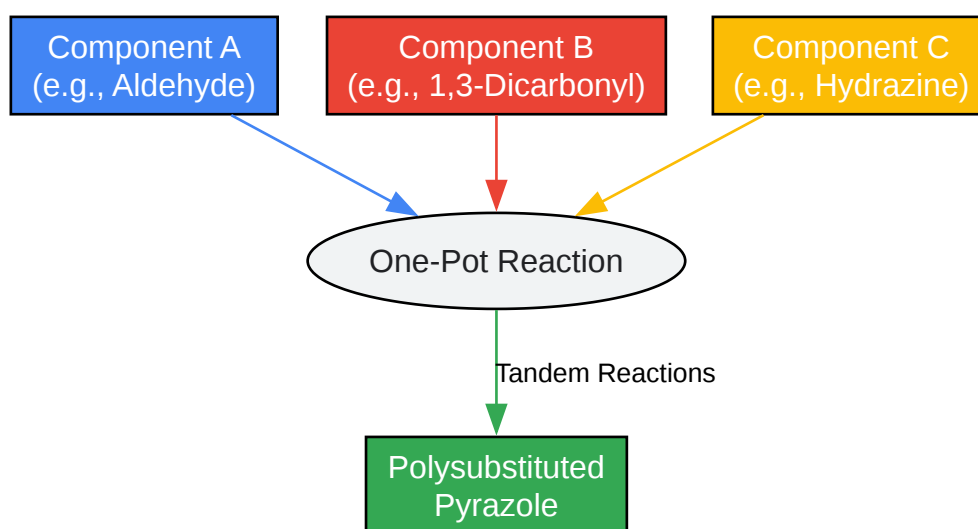 Component A
(e.g., Aldehyde)
Component B
(e.g., 1,3-Dicarbonyl)
Component C
(e.g., Hydrazine)
One-Pot Reaction
Tandem Reactions
Polysubstituted
Pyrazole